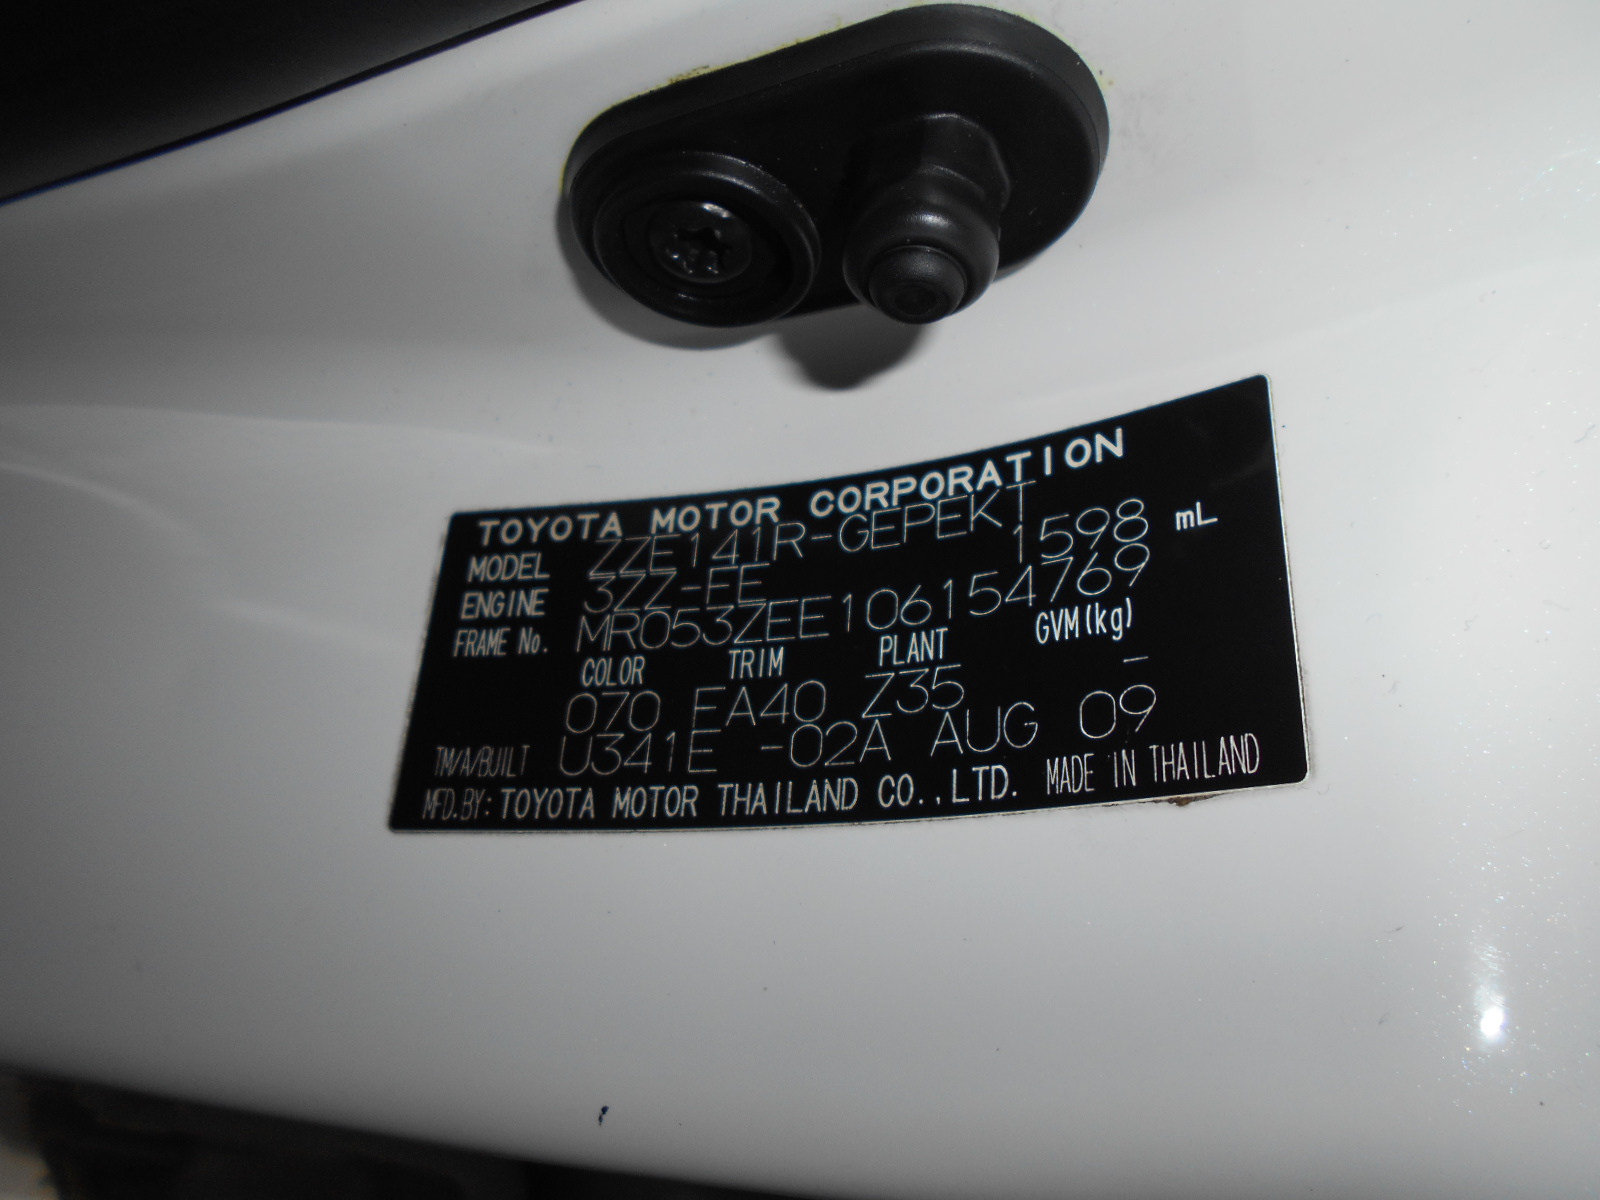 TOYOTA MOTOR CORPORATION
MODEL ZZE141R-GEPEKT
ENGINE 3ZZ-FE 1598 mL
FRAME No. MR053ZEE106154769
COLOR TRIM PLANT GVM(kg)
070 EA40 Z35 –
TM/A/BUILT U341E -02A AUG 09
MFD.BY: TOYOTA MOTOR THAILAND CO.,LTD. MADE IN THAILAND